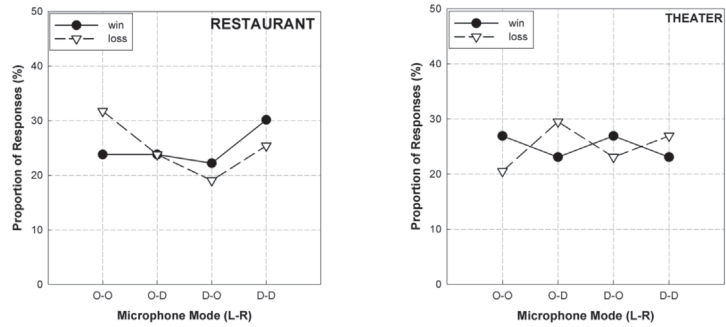 RESTAURANT
win
loss
50
40
30
20
10
0
Proportion of Responses (%)
O-O O-D D-O D-D
Microphone Mode (L-R)
THEATER
win
loss
50
40
30
20
10
0
Proportion of Responses (%)
O-O O-D D-O D-D
Microphone Mode (L-R)